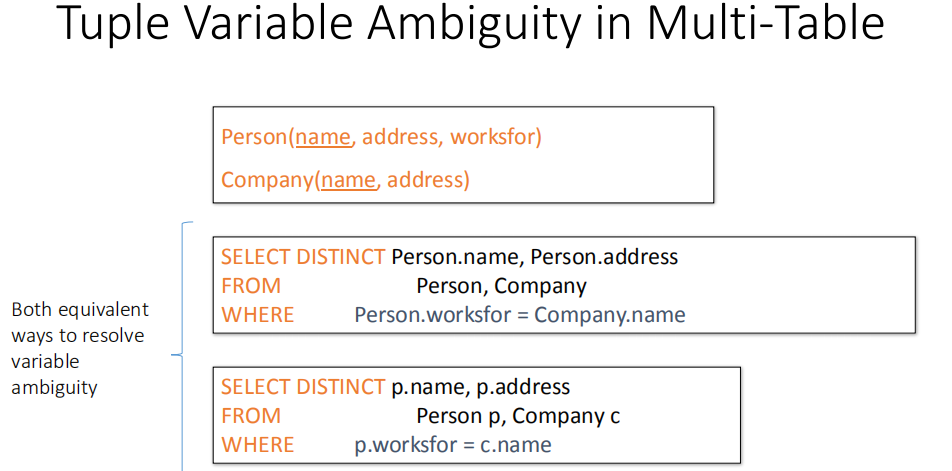 Tuple Variable Ambiguity in Multi-Table
Person(name, address, worksfor)
Company(name, address)
Both equivalent
ways to resolve
variable
ambiguity
SELECT DISTINCT Person.name, Person.address
FROM Person, Company
WHERE Person.worksfor = Company.name
SELECT DISTINCT p.name, p.address
FROM Person p, Company c
WHERE p.worksfor = c.name